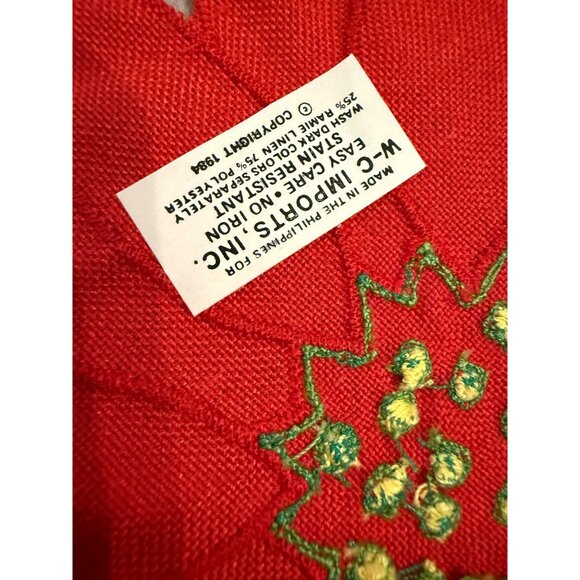 MADE IN THE PHILIPPINES FOR
W-C IMPORTS, INC.
EASY CARE • NO IRON
STAIN RESISTANT
WASH DARK COLORS SEPARATELY
25% RAMIE LINEN 75% POLYESTER
© COPYRIGHT 1984